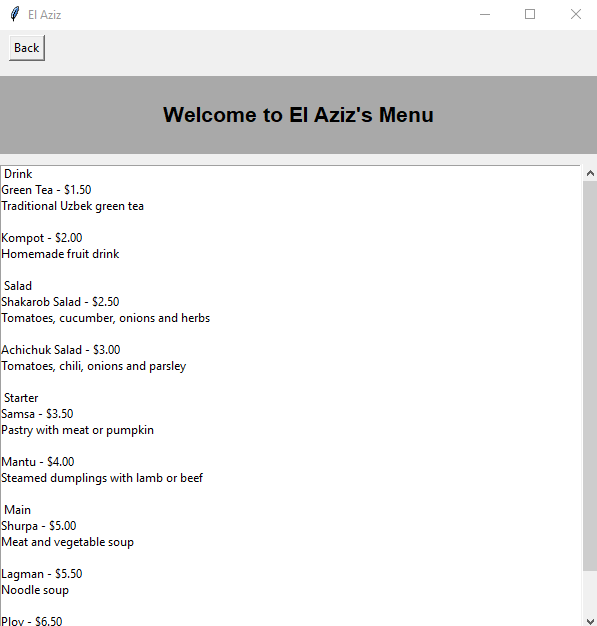 El Aziz
Back
Welcome to El Aziz's Menu
Drink
Green Tea - $1.50
Traditional Uzbek green tea
Kompot - $2.00
Homemade fruit drink
Salad
Shakarob Salad - $2.50
Tomatoes, cucumber, onions and herbs
Achichuk Salad - $3.00
Tomatoes, chili, onions and parsley
Starter
Samsa - $3.50
Pastry with meat or pumpkin
Mantu - $4.00
Steamed dumplings with lamb or beef
Main
Shurpa - $5.00
Meat and vegetable soup
Lagman - $5.50
Noodle soup
Plov - $6.50